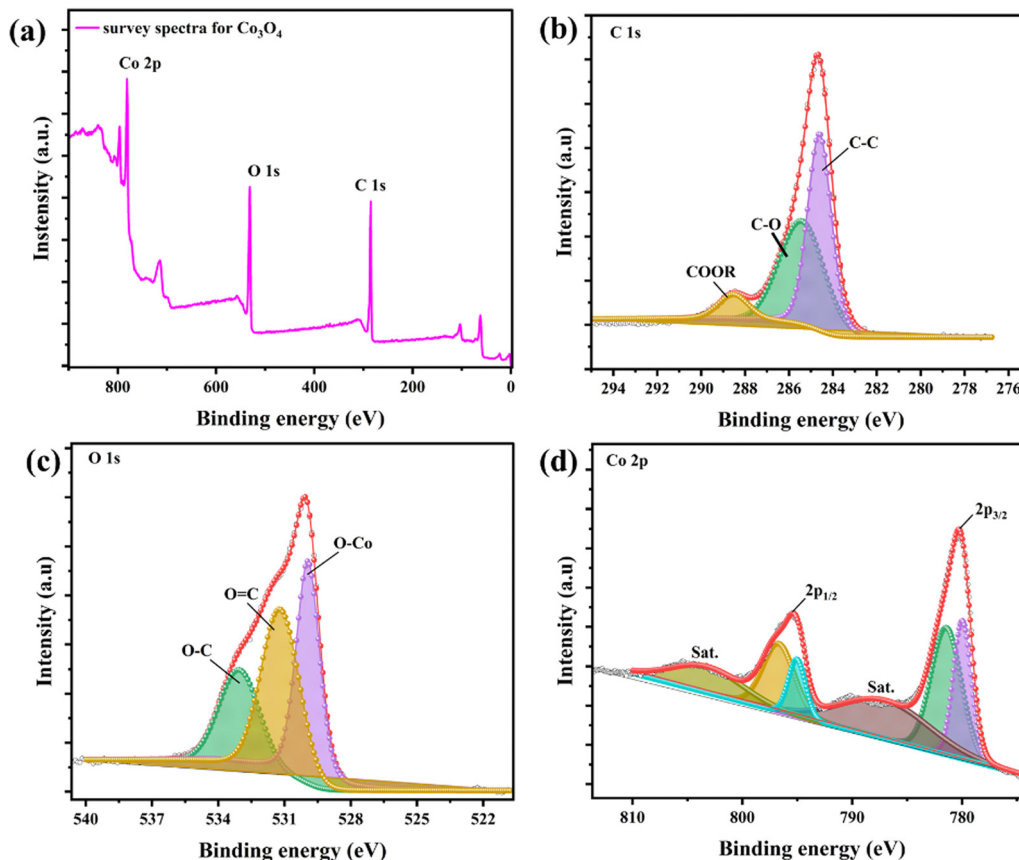 (a)
survey spectra for Co₃O₄
Co 2p
O 1s
C 1s
Instensity (a.u.)
800 600 400 200 0
Binding energy (eV)
(b)
C 1s
C-C
C-O
COOR
Intensity (a.u)
294 292 290 288 286 284 282 280 278 276
Binding energy (eV)
(c)
O 1s
O-Co
O=C
O-C
Intensity (a.u)
540 537 534 531 528 525 522
Binding energy (eV)
(d)
Co 2p
2p₃/₂
2p₁/₂
Sat.
Sat.
Intensity (a.u)
810 800 790 780
Binding energy (eV)